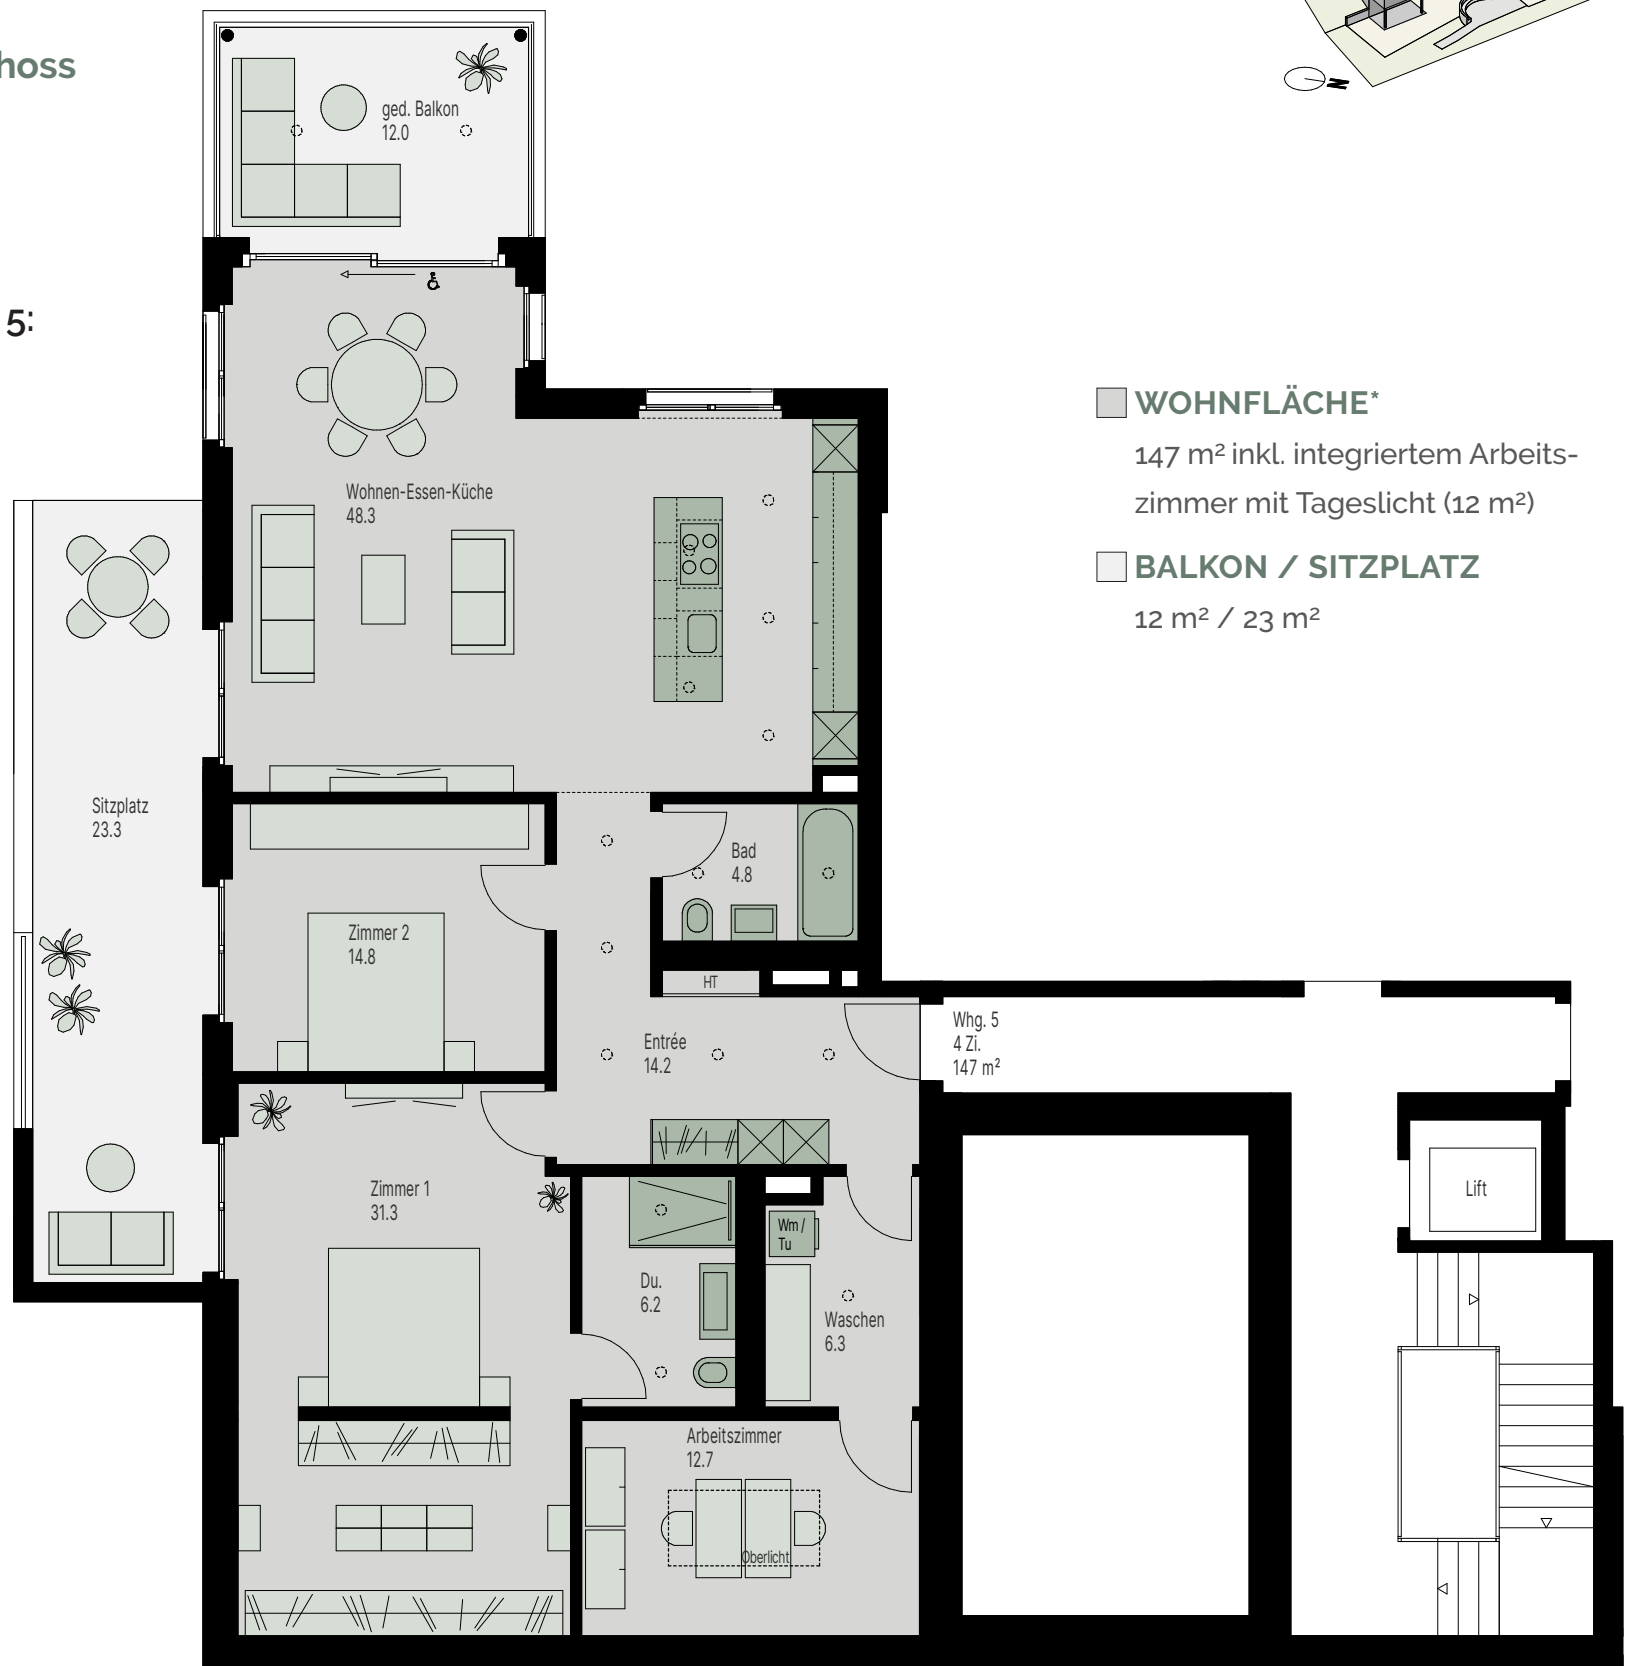 hoss
5:
N
ged. Balkon
12.0
WOHNFLÄCHE*
147 m² inkl. integriertem Arbeits-
zimmer mit Tageslicht (12 m²)
BALKON / SITZPLATZ
12 m² / 23 m²
Wohnen-Essen-Küche
48.3
Sitzplatz
23.3
Bad
4.8
Zimmer 2
14.8
HT
Entrée
14.2
Whg. 5
4 Zi.
147 m²
Zimmer 1
31.3
Lift
Wm /
Tu
Du.
6.2
Waschen
6.3
Arbeitszimmer
12.7
Oberlicht